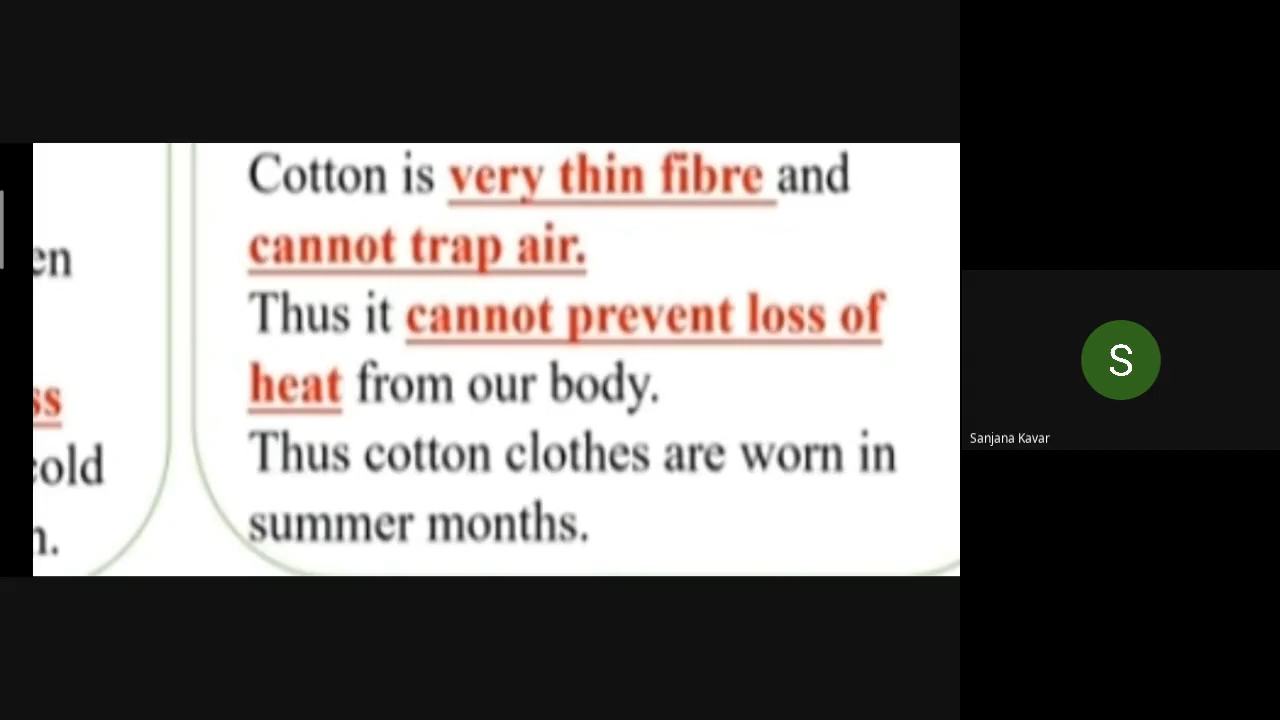 en
ss
cold
n.
Cotton is very thin fibre and
cannot trap air.
Thus it cannot prevent loss of
heat from our body.
Thus cotton clothes are worn in
summer months.
S
Sanjana Kavar